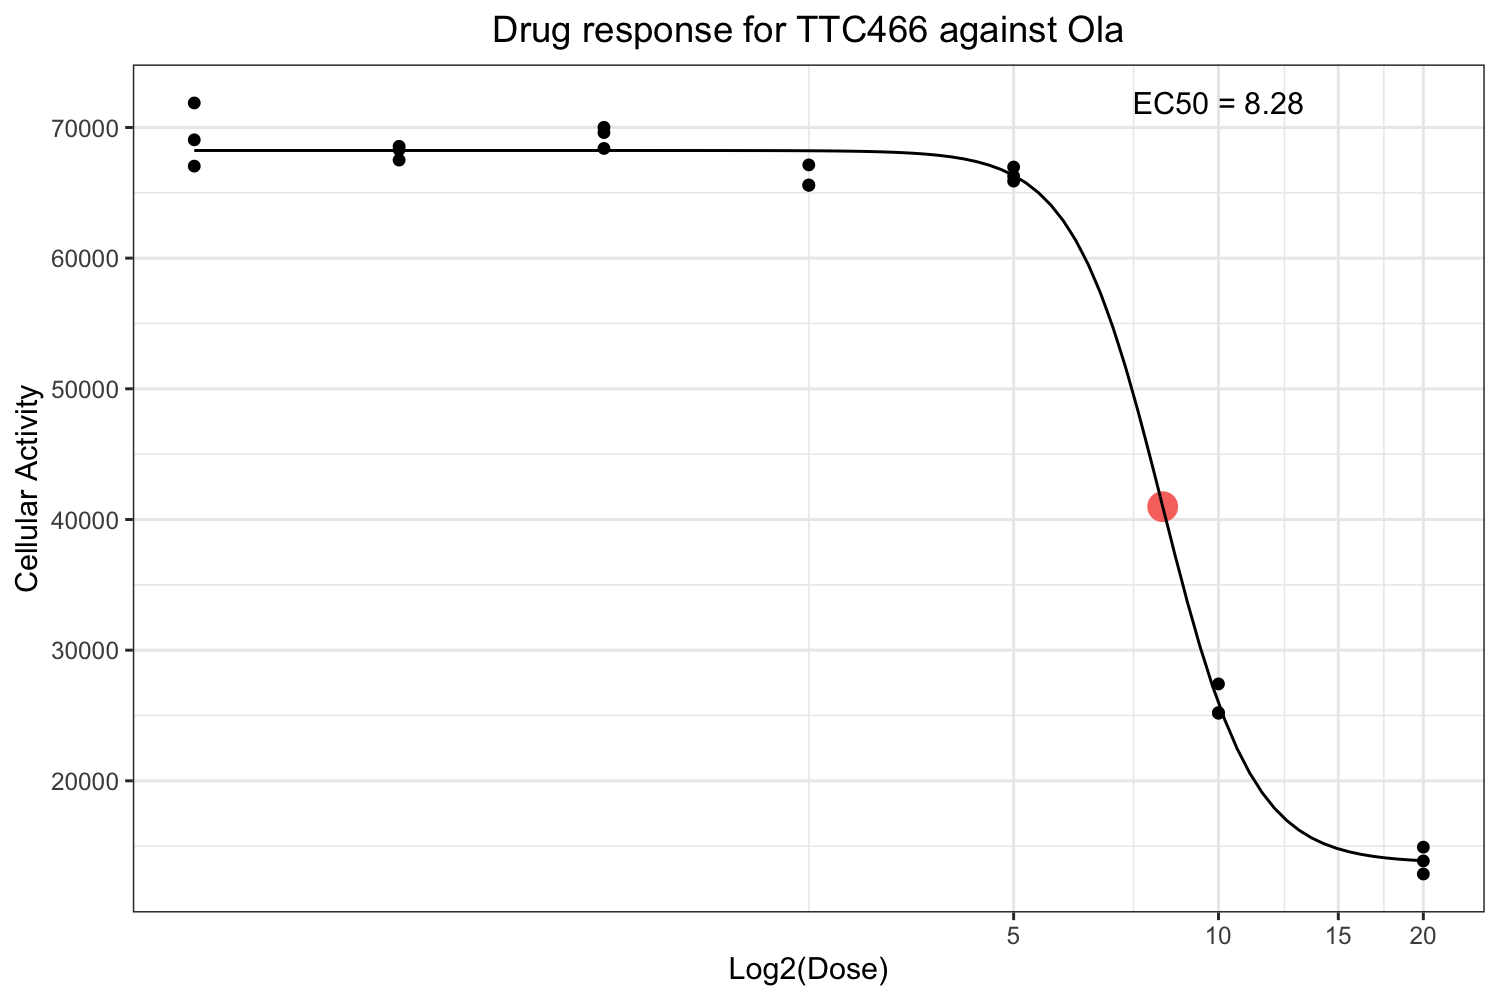 Drug response for TTC466 against Ola
EC50 = 8.28
70000
60000
50000
40000
30000
20000
Cellular Activity
5 10 15 20
Log2(Dose)